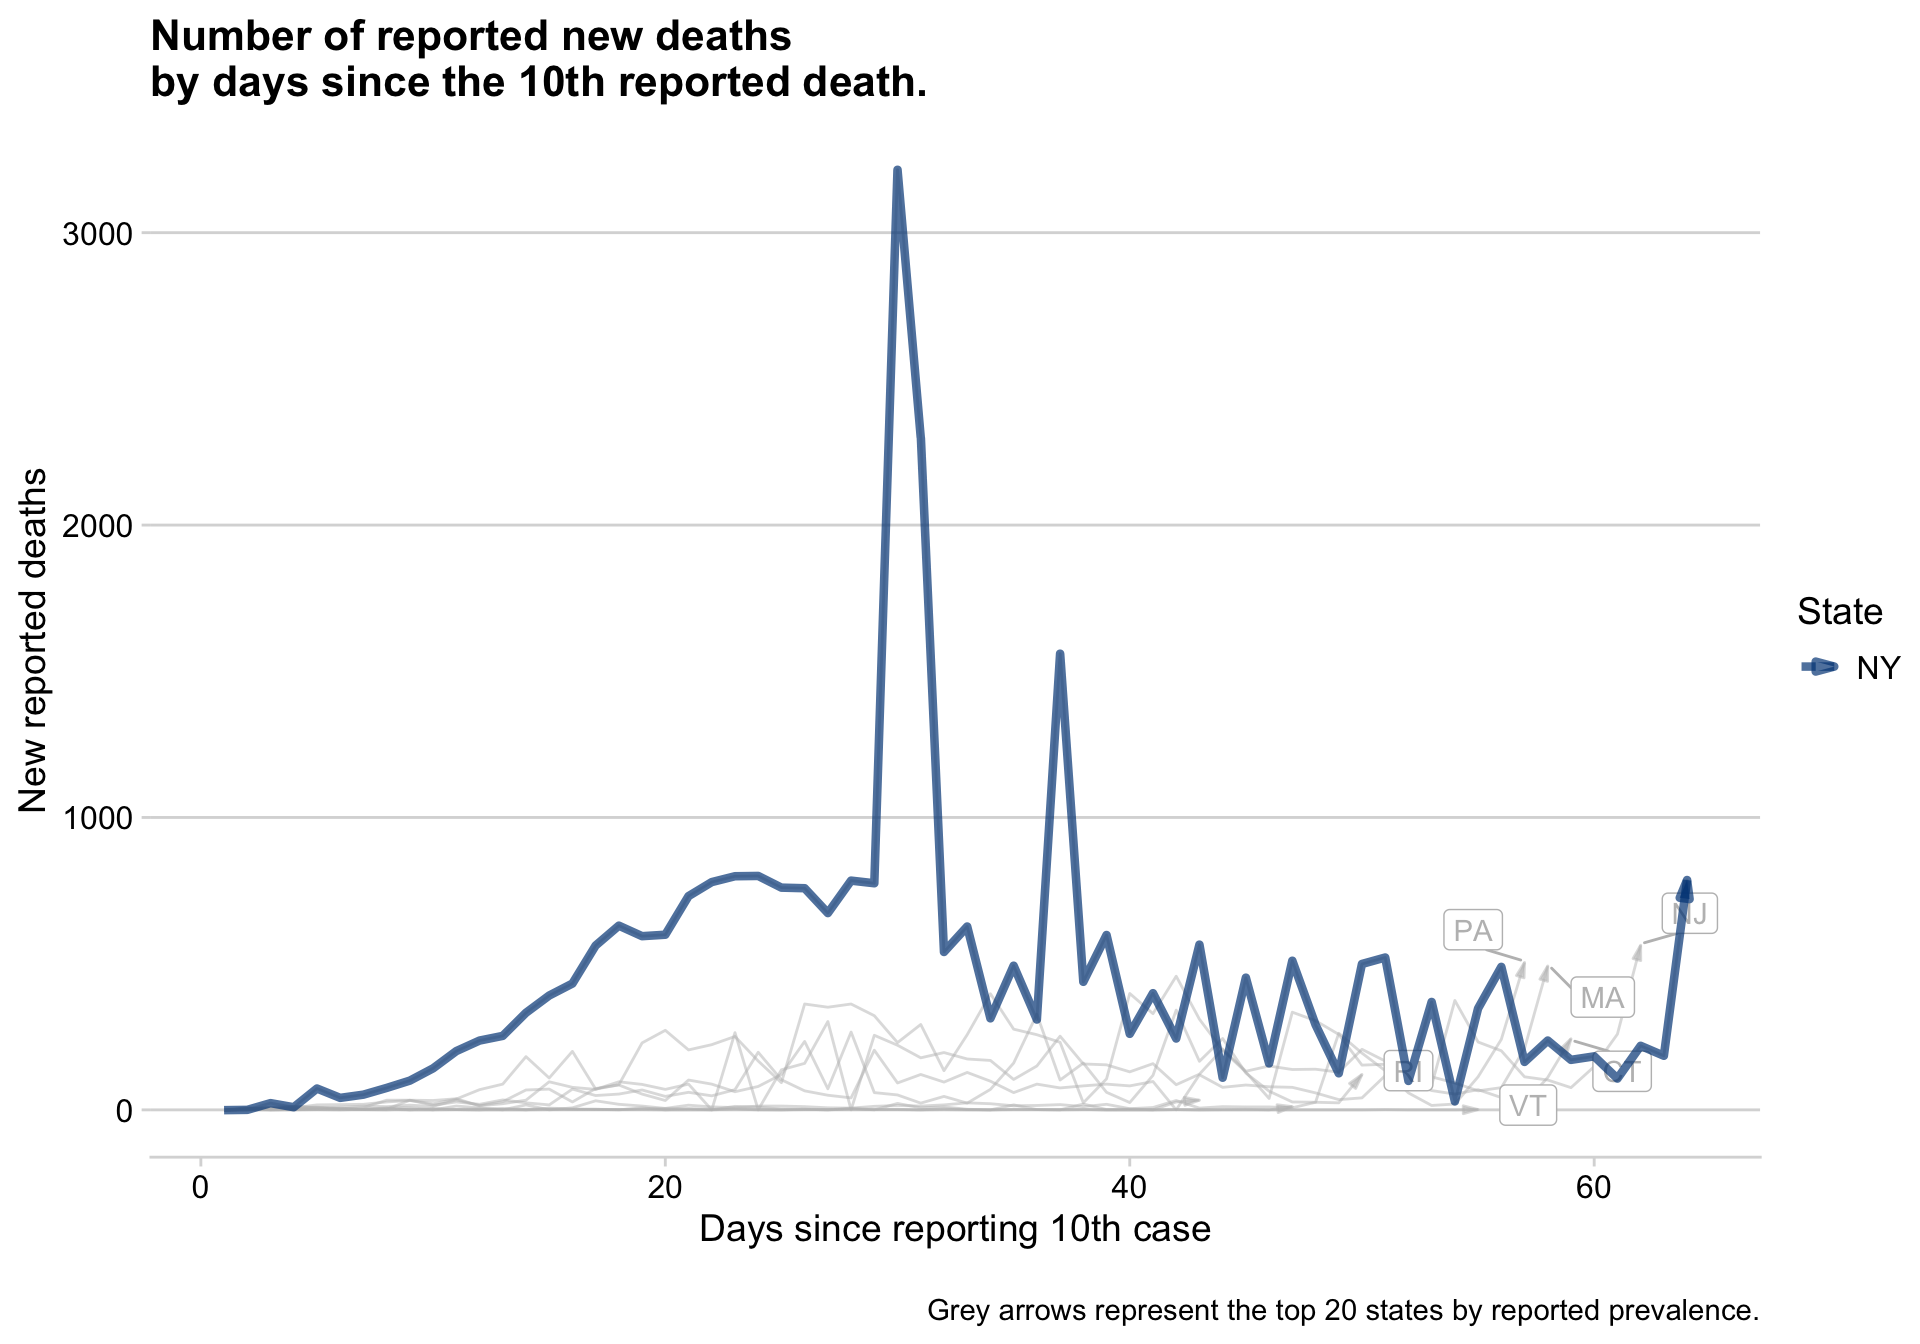 Number of reported new deaths
by days since the 10th reported death.
New reported deaths
3000
2000
1000
0
PA
NJ
MA
RI
CT
VT
State
NY
0
20
40
60
Days since reporting 10th case
Grey arrows represent the top 20 states by reported prevalence.